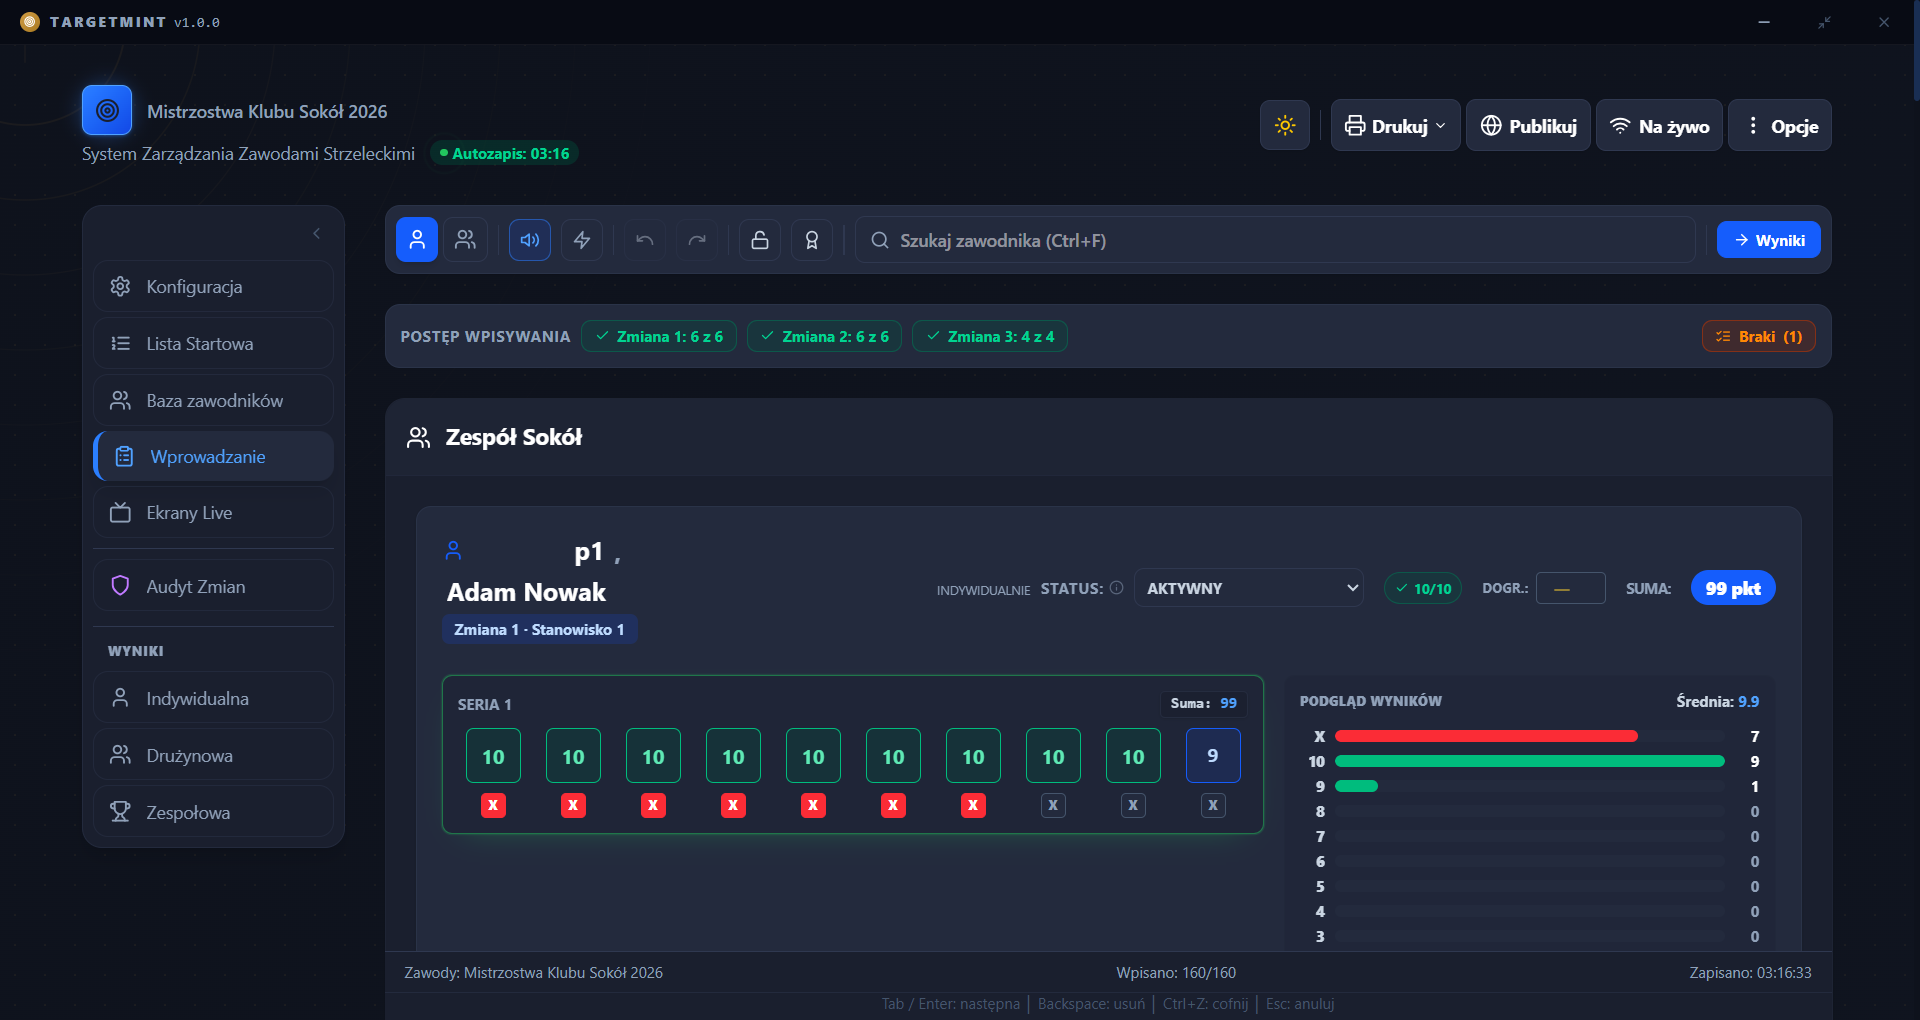 TARGETMINT v1.0.0
Mistrzostwa Klubu Sokół 2026
System Zarządzania Zawodami Strzeleckimi
Autozapis: 03:16
Drukuj
Publikuj
Na żywo
Opcje
Konfiguracja
Lista Startowa
Baza zawodników
Wprowadzanie
Ekrany Live
Audyt Zmian
WYNIKI
Indywidualna
Drużynowa
Zespołowa
Szukaj zawodnika (Ctrl+F)
Wyniki
POSTĘP WPISYWANIA
Zmiana 1: 6 z 6
Zmiana 2: 6 z 6
Zmiana 3: 4 z 4
Braki (1)
Zespół Sokół
p1 ,
Adam Nowak
Zmiana 1 · Stanowisko 1
INDYWIDUALNIE STATUS: AKTYWNY
10/10
DOGR.: —
SUMA: 99 pkt
SERIA 1
Suma: 99
10 10 10 10 10 10 10 10 10 9
X X X X X X X X X X
PODGLĄD WYNIKÓW
Średnia: 9.9
X 7
10 9
9 1
8 0
7 0
6 0
5 0
4 0
3 0
Zawody: Mistrzostwa Klubu Sokół 2026
Wpisano: 160/160
Zapisano: 03:16:33
Tab / Enter: następna | Backspace: usuń | Ctrl+Z: cofnij | Esc: anuluj